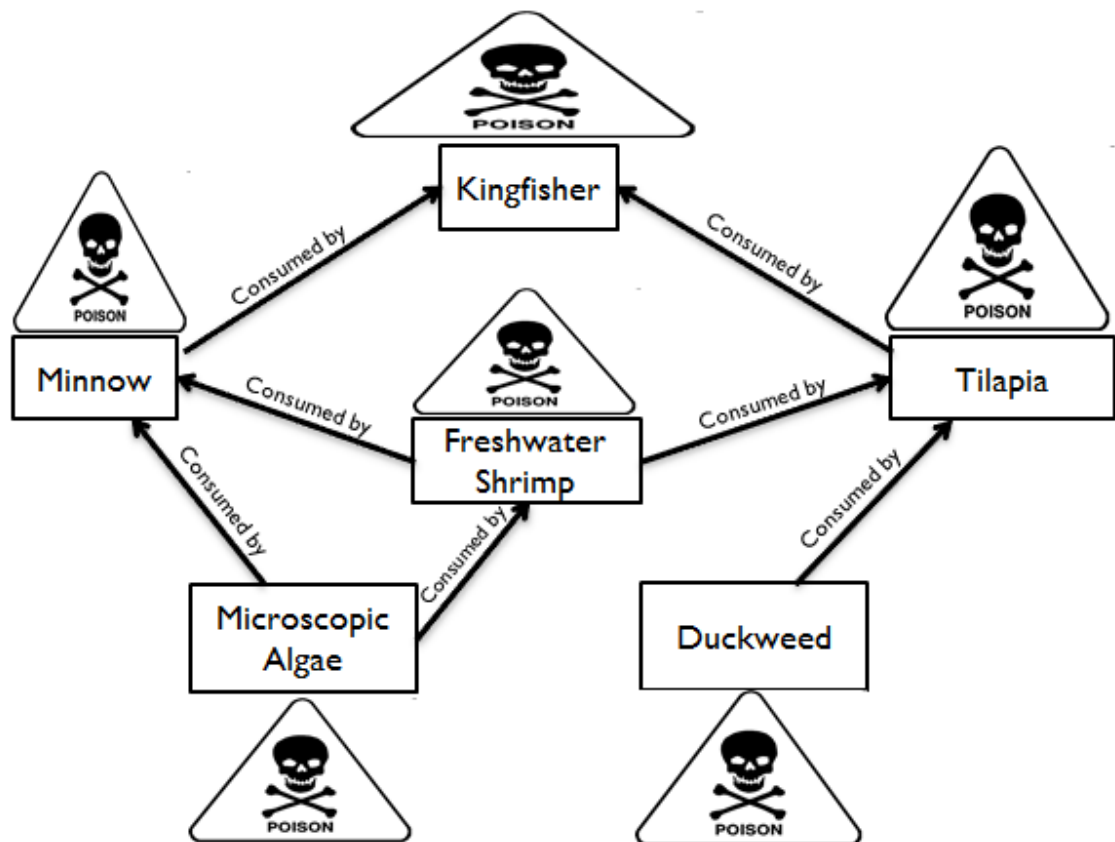 POISON
Kingfisher
POISON
POISON
Consumed by
Consumed by
POISON
Minnow
Consumed by
Consumed by
Tilapia
Freshwater
Shrimp
Consumed by
Consumed by
Consumed by
Microscopic
Algae
Duckweed
POISON
POISON